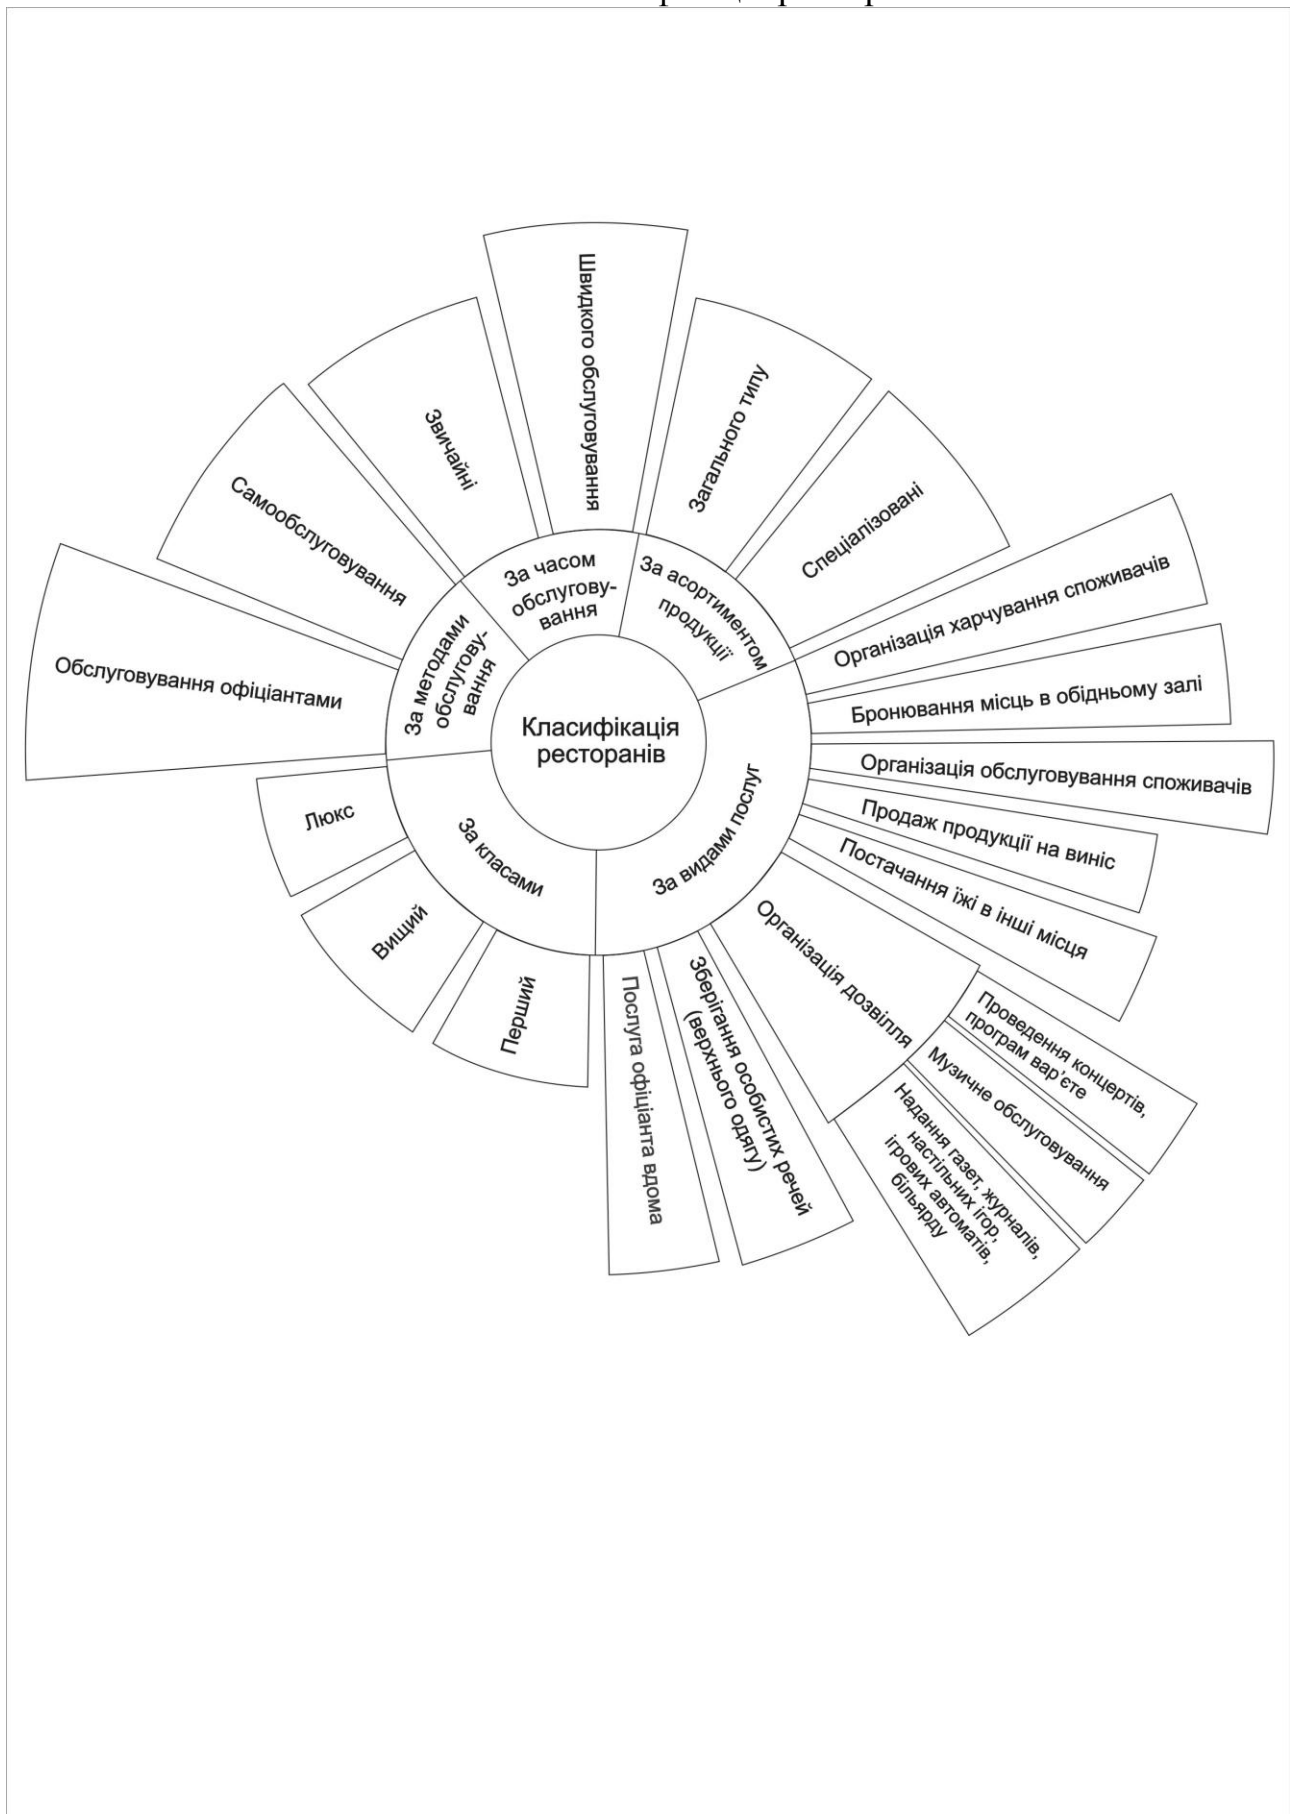 Класифікація
ресторанів
За часом
обслугову-
вання
Звичайні
Швидкого обслуговування
За асортиментом
продукції
Загального типу
Спеціалізовані
За видами послуг
Організація харчування споживачів
Бронювання місць в обідньому залі
Організація обслуговування споживачів
Продаж продукції на виніс
Постачання їжі в інші місця
Організація дозвілля
Проведення концертів,
програм вар’єте
Музичне обслуговування
Надання газет, журналів,
настільних ігор,
ігрових автоматів,
більярду
Зберігання особистих речей
(верхнього одягу)
Послуга офіціанта вдома
За класами
Перший
Вищий
Люкс
За методами
обслугову-
вання
Обслуговування офіціантами
Самообслуговування